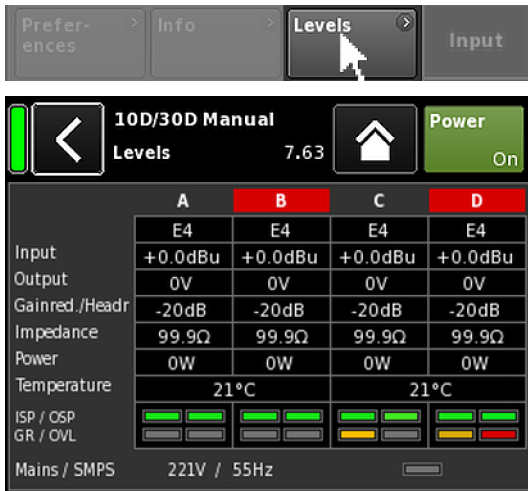 Prefer-
ences
Info
Levels
Input
10D/30D Manual
Levels 7.63
Power
On
A B C D
E4 E4 E4 E4
Input +0.0dBu +0.0dBu +0.0dBu +0.0dBu
Output 0V 0V 0V 0V
Gainred./Headr -20dB -20dB -20dB -20dB
Impedance 99.9Ω 99.9Ω 99.9Ω 99.9Ω
Power 0W 0W 0W 0W
Temperature 21°C 21°C
ISP / OSP
GR / OVL
Mains / SMPS 221V / 55Hz